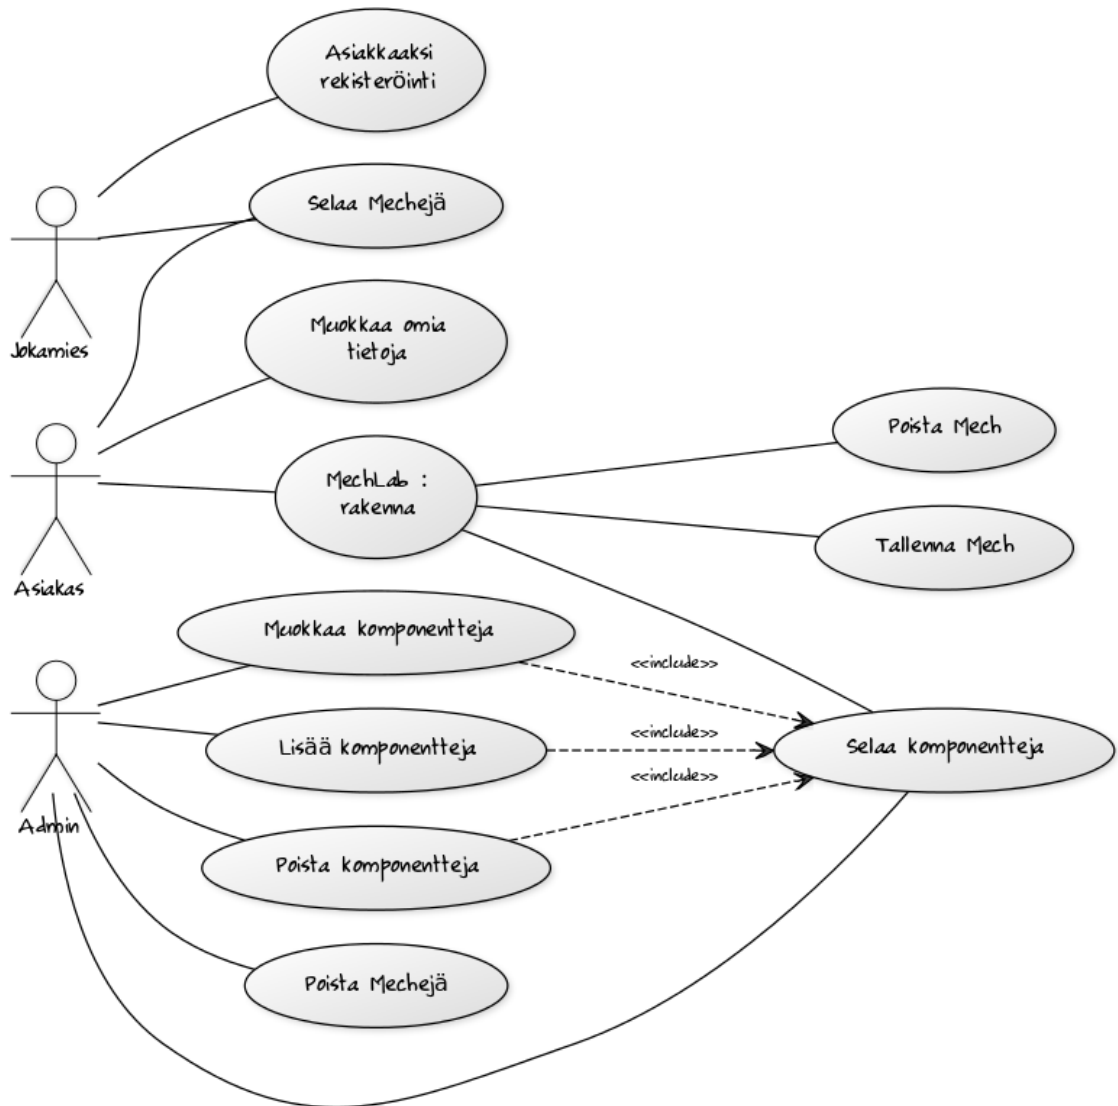 Asiakkaaksi
rekisteröinti
Selaa Mechejä
Jokamies
Muokkaa omia
tietoja
Poista Mech
MechLab :
rakenna
Tallenna Mech
Asiakas
Muokkaa komponentteja
<<include>>
<<include>>
Lisää komponentteja
Selaa komponentteja
<<include>>
Admin
Poista komponentteja
Poista Mechejä